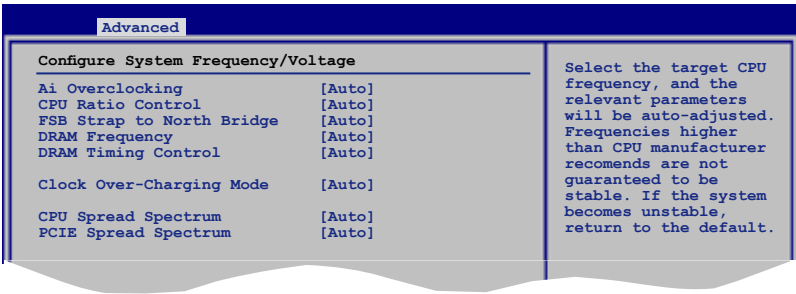 Advanced
Configure System Frequency/Voltage
Ai Overclocking [Auto]
CPU Ratio Control [Auto]
FSB Strap to North Bridge [Auto]
DRAM Frequency [Auto]
DRAM Timing Control [Auto]
Clock Over-Charging Mode [Auto]
CPU Spread Spectrum [Auto]
PCIE Spread Spectrum [Auto]
Select the target CPU
frequency, and the
relevant parameters
will be auto-adjusted.
Frequencies higher
than CPU manufacturer
recomends are not
guaranteed to be
stable. If the system
becomes unstable,
return to the default.